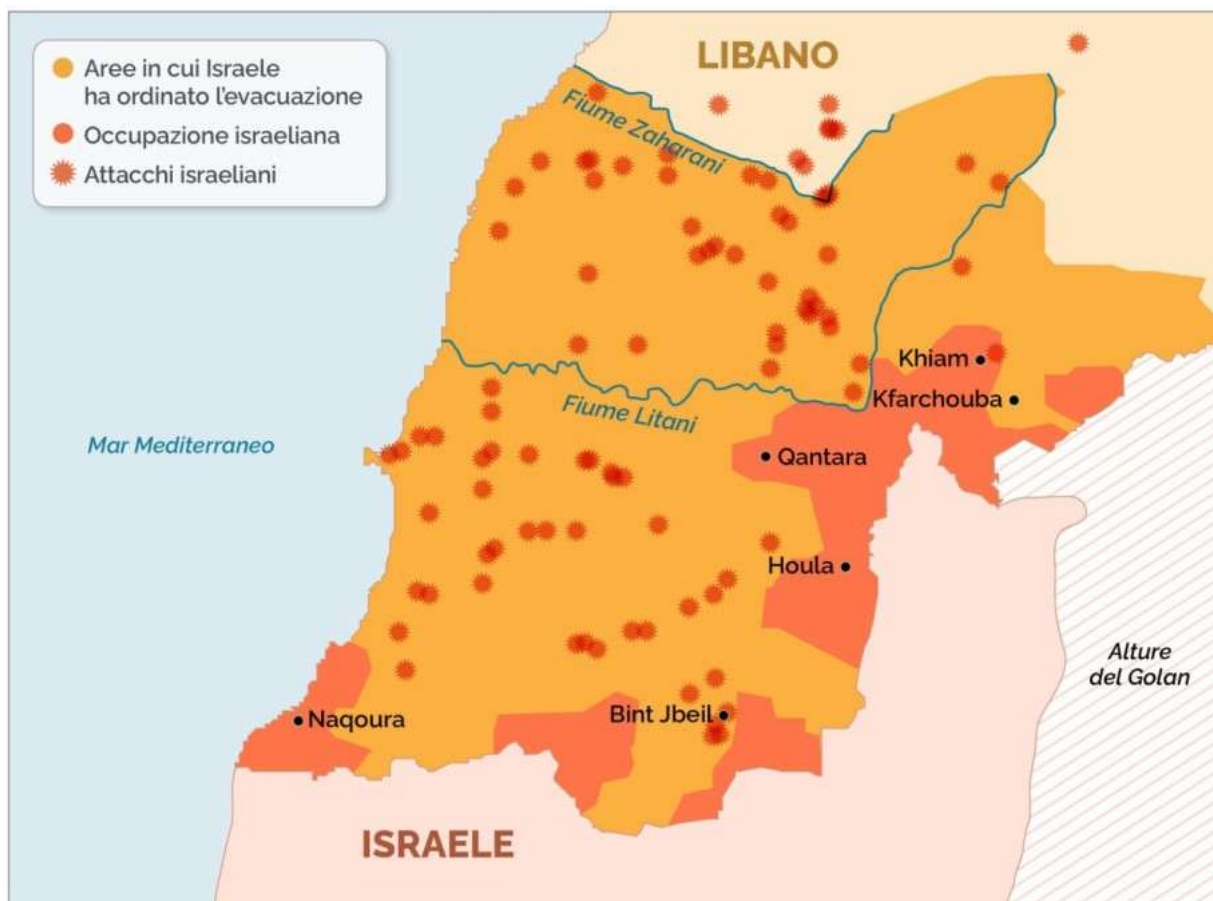 Aree in cui Israele
ha ordinato l'evacuazione
Occupazione israeliana
Attacchi israeliani
LIBANO
Fiume Zaharani
Khiam
Kfarchouba
Fiume Litani
Mar Mediterraneo
Qantara
Houla
Alture
del Golan
Naqoura
Bint Jbeil
ISRAELE